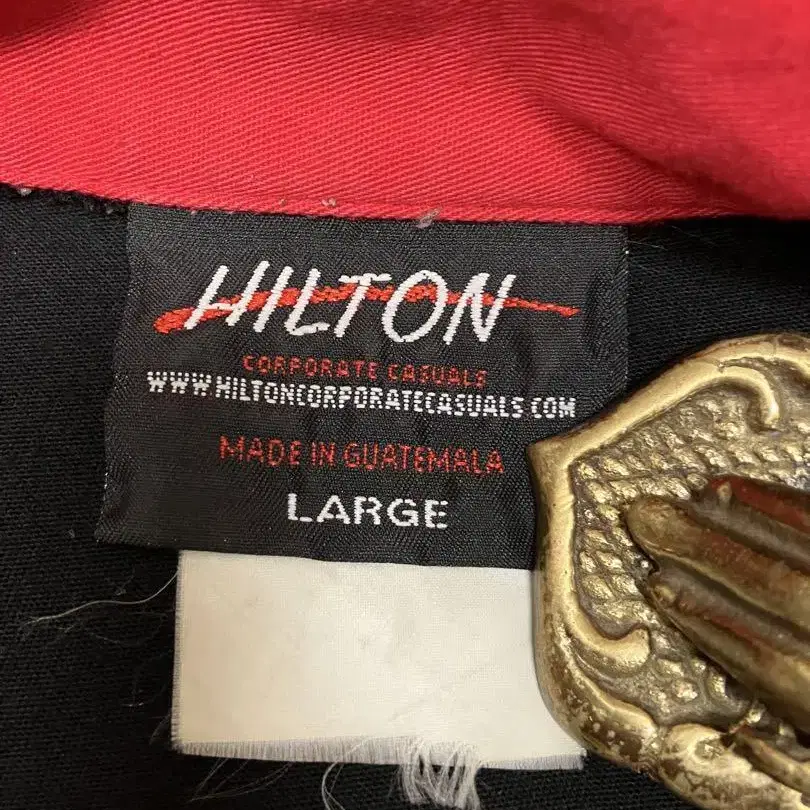 HILTON
CORPORATE CASUALS
WWW.HILTONCORPORATECASUALS.COM
MADE IN GUATEMALA
LARGE